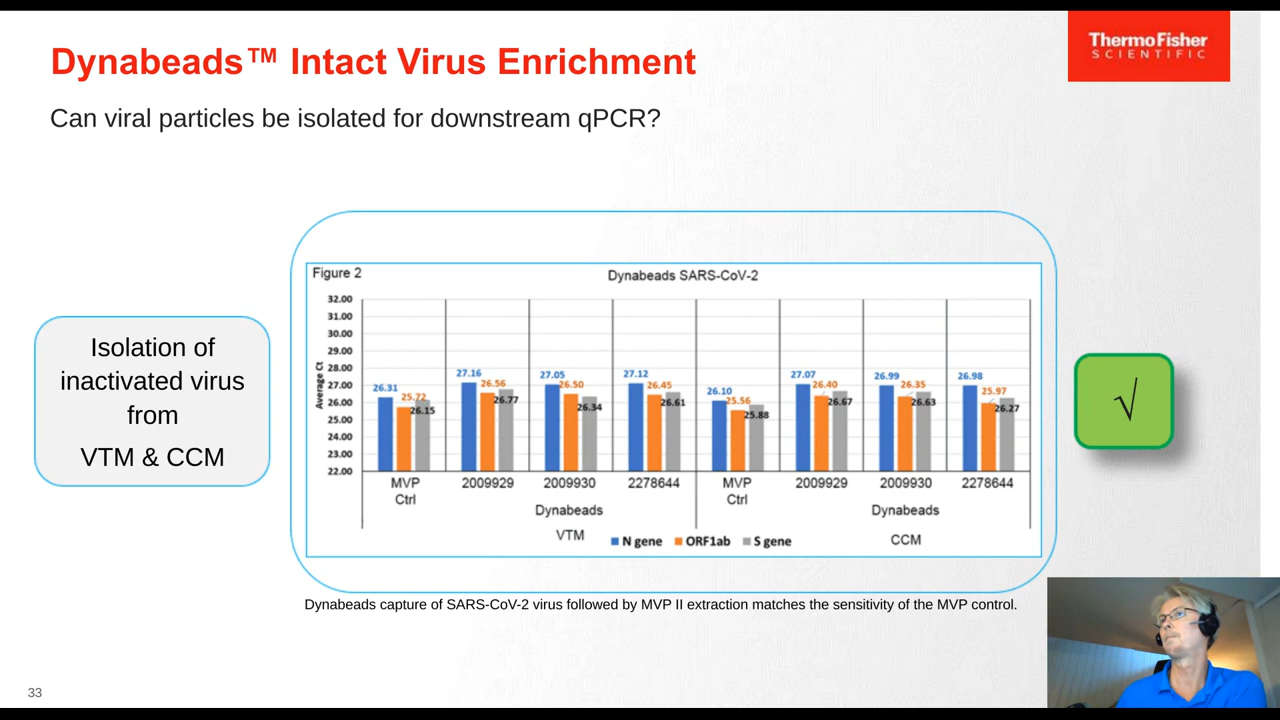 Dynabeads™ Intact Virus Enrichment
ThermoFisher
SCIENTIFIC
Can viral particles be isolated for downstream qPCR?
Isolation of
inactivated virus
from
VTM & CCM
Figure 2
Dynabeads SARS-CoV-2
Average Ct
32.00
31.00
30.00
29.00
28.00
27.00
26.00
25.00
24.00
23.00
22.00
26.31 25.72 26.15
27.16 26.56 26.77
27.05 26.50 26.34
27.12 26.45 26.61
26.10 25.56 25.88
27.07 26.40 26.67
26.99 26.35 26.63
26.98 25.97 26.27
MVP Ctrl 2009929 2009930 2278644 MVP Ctrl 2009929 2009930 2278644
Dynabeads Dynabeads
VTM CCM
N gene ORF1ab S gene
√
Dynabeads capture of SARS-CoV-2 virus followed by MVP II extraction matches the sensitivity of the MVP control.
33